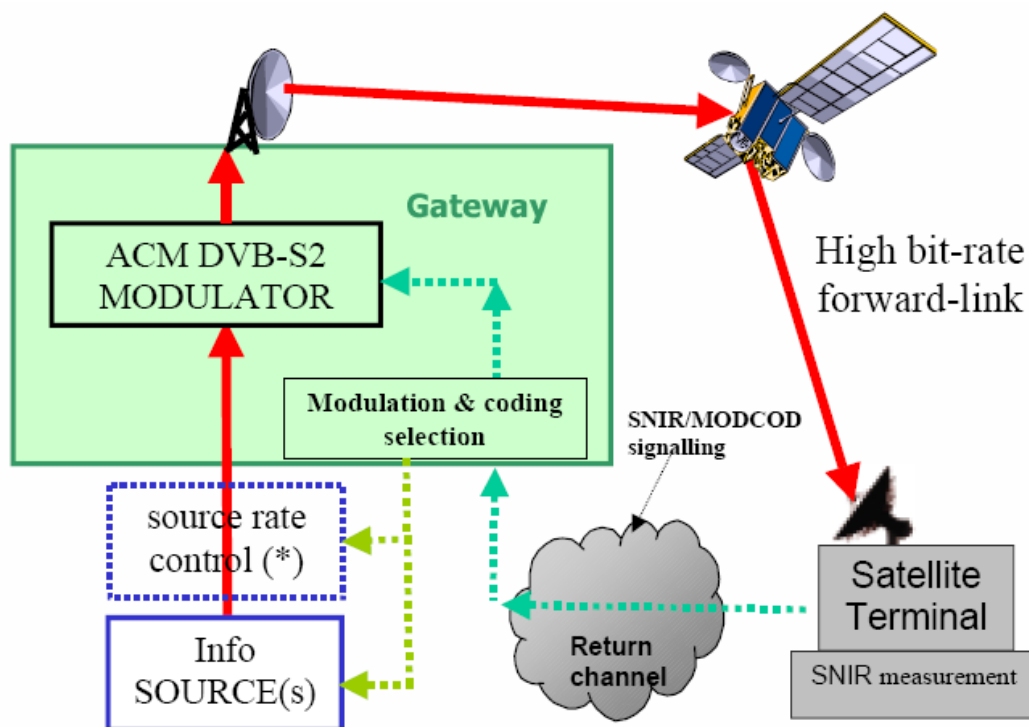 Gateway
ACM DVB-S2
MODULATOR
High bit-rate
forward-link
Modulation & coding
selection
SNIR/MODCOD
signalling
source rate
control (*)
Satellite
Terminal
Info
SOURCE(s)
Return
channel
SNIR measurement